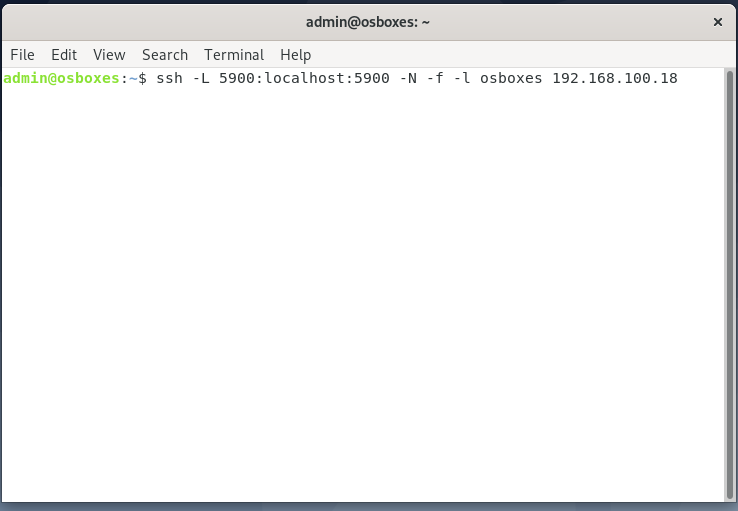 admin@osboxes: ~ ×
File Edit View Search Terminal Help
admin@osboxes:~$ ssh -L 5900:localhost:5900 -N -f -l osboxes 192.168.100.18